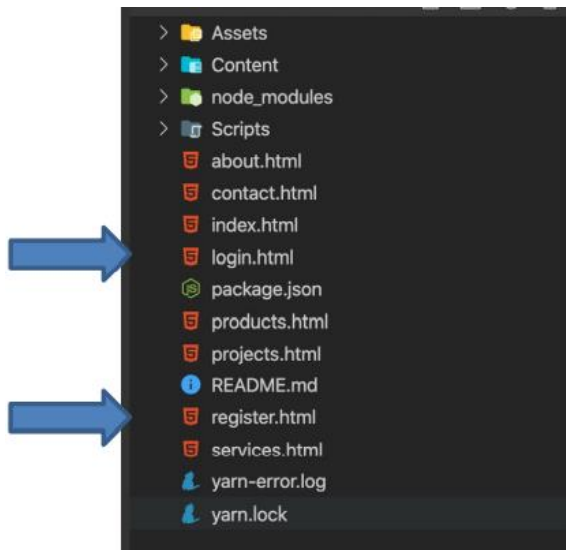 Assets
Content
node_modules
Scripts
about.html
contact.html
index.html
login.html
package.json
products.html
projects.html
README.md
register.html
services.html
yarn-error.log
yarn.lock